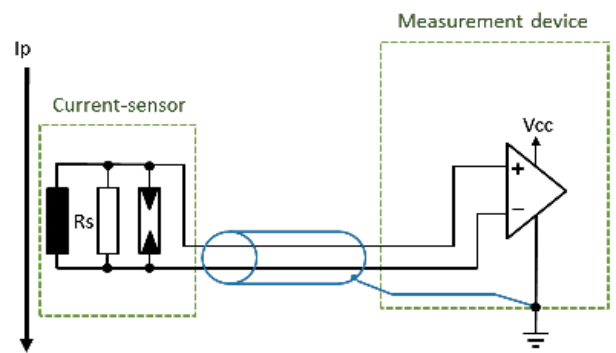 Measurement device
Ip
Current-sensor
Vcc
+
Rs
−